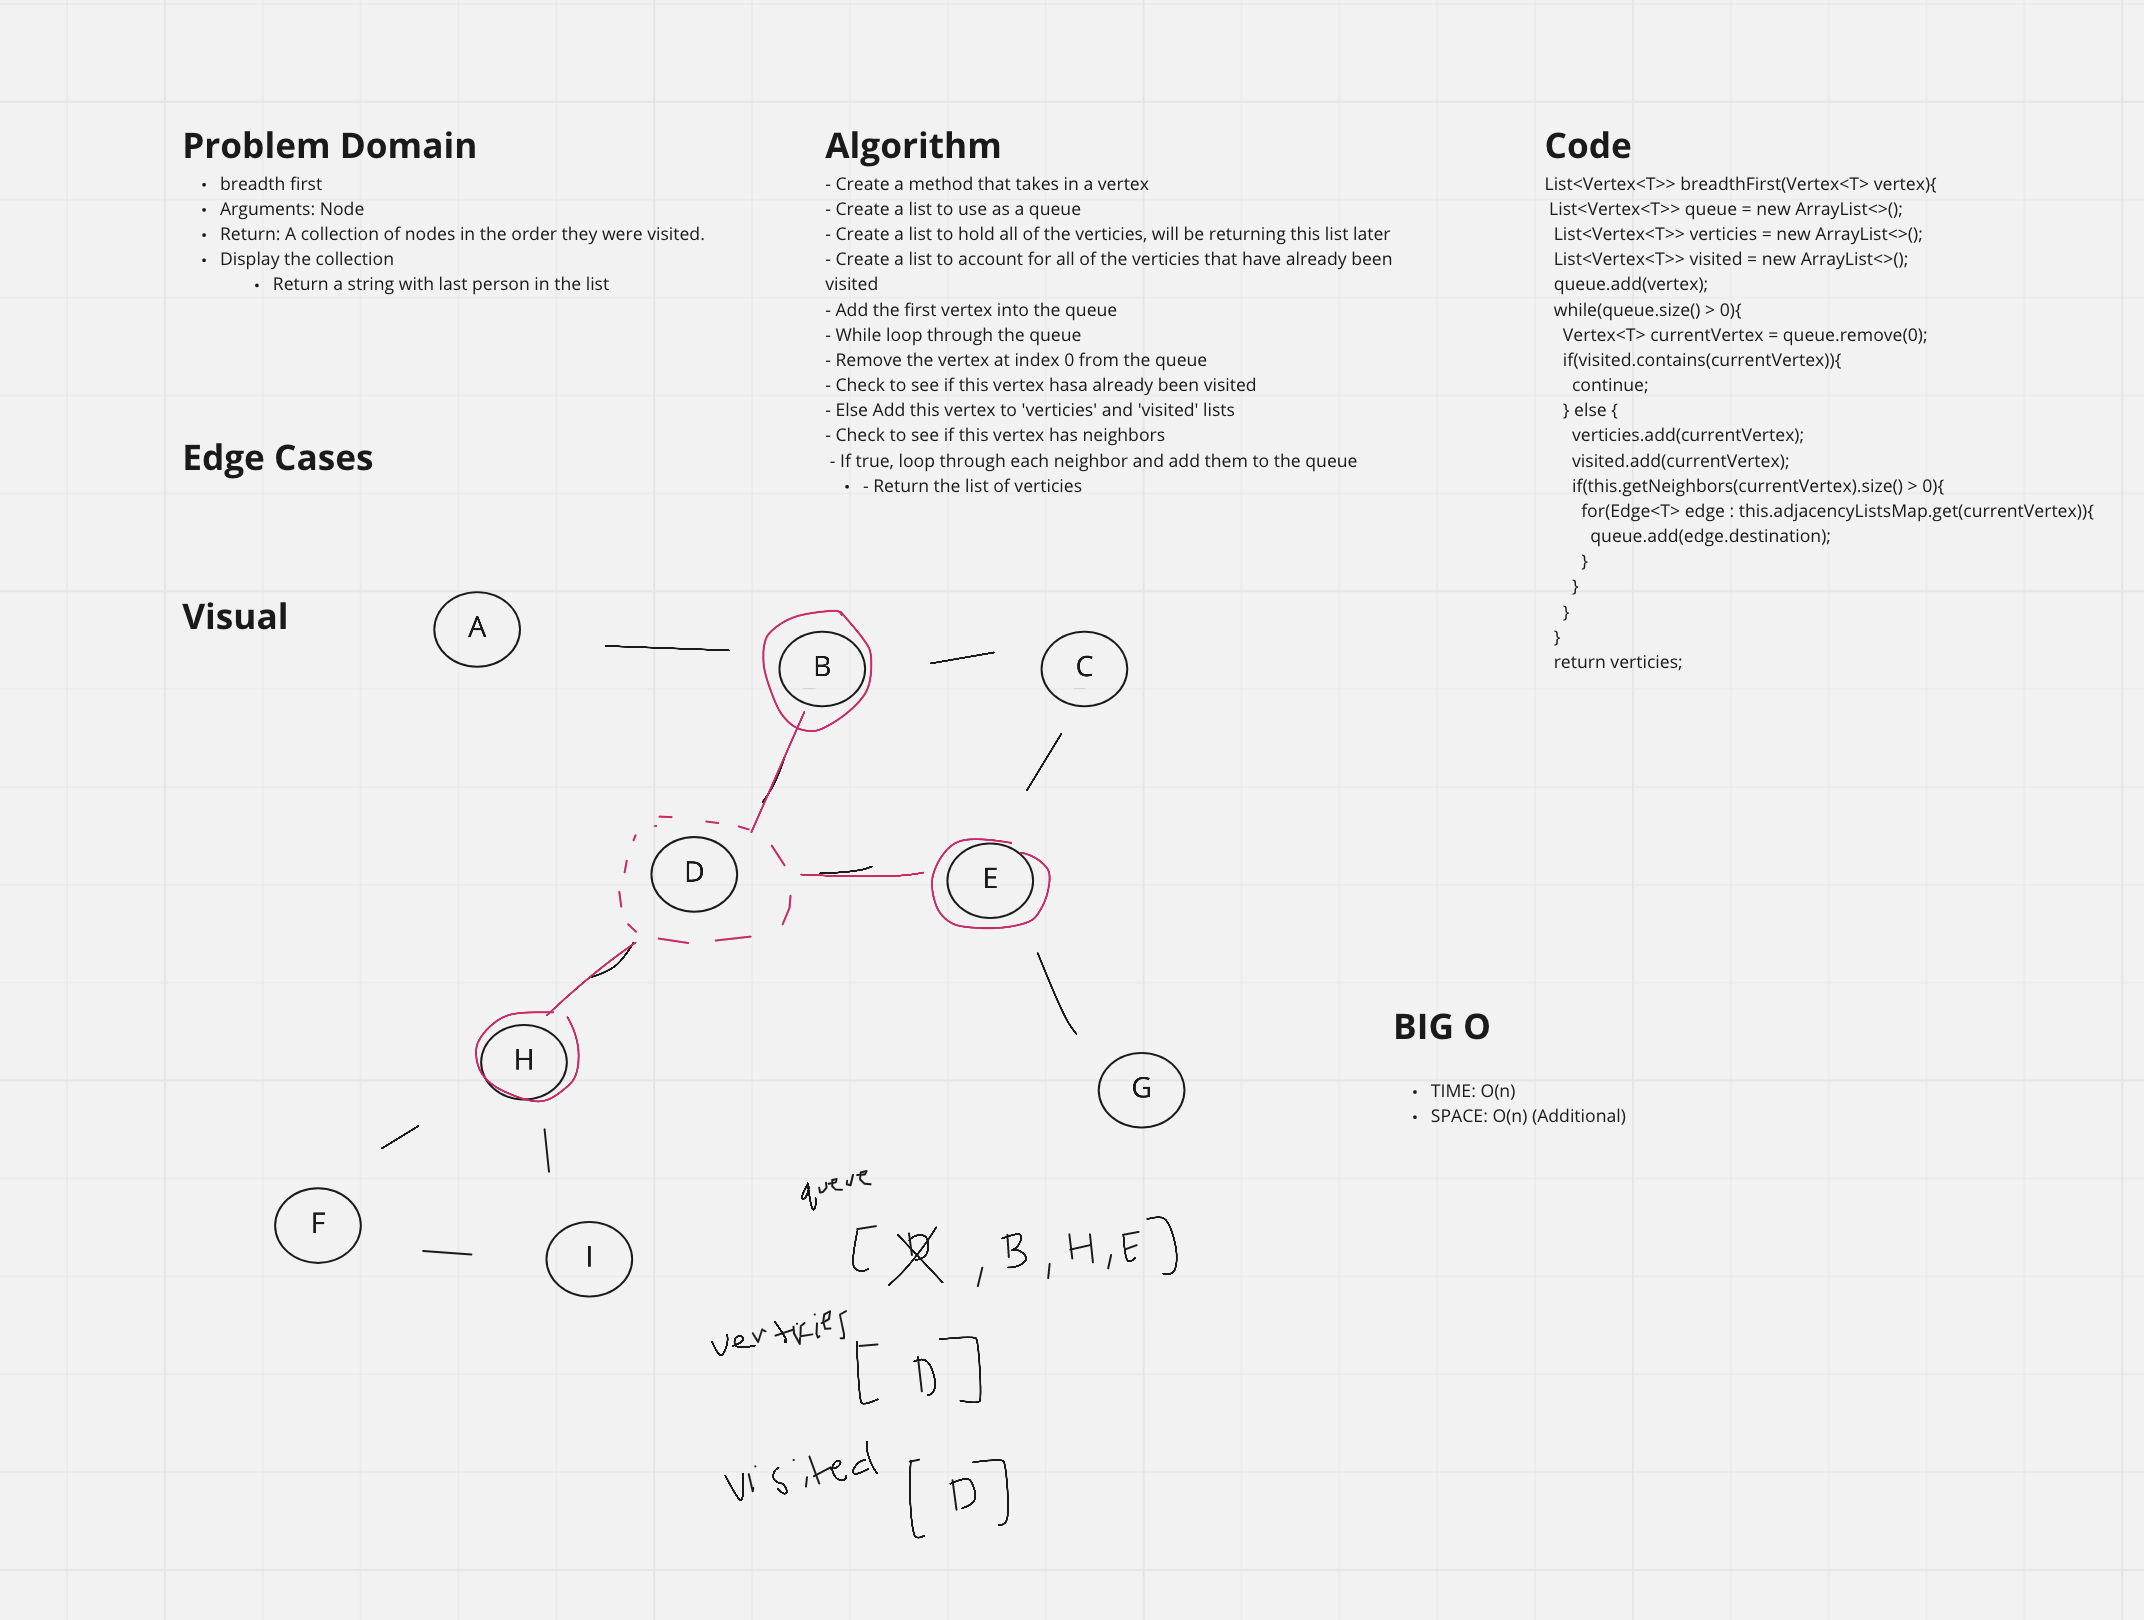 Problem Domain
• breadth first
• Arguments: Node
• Return: A collection of nodes in the order they were visited.
• Display the collection
• Return a string with last person in the list
Edge Cases
Algorithm
- Create a method that takes in a vertex
- Create a list to use as a queue
- Create a list to hold all of the verticies, will be returning this list later
- Create a list to account for all of the verticies that have already been
visited
- Add the first vertex into the queue
- While loop through the queue
- Remove the vertex at index 0 from the queue
- Check to see if this vertex hasa already been visited
- Else Add this vertex to 'verticies' and 'visited' lists
- Check to see if this vertex has neighbors
- If true, loop through each neighbor and add them to the queue
• - Return the list of verticies
Code
List<Vertex<T>> breadthFirst(Vertex<T> vertex){
List<Vertex<T>> queue = new ArrayList<>();
List<Vertex<T>> verticies = new ArrayList<>();
List<Vertex<T>> visited = new ArrayList<>();
queue.add(vertex);
while(queue.size() > 0){
Vertex<T> currentVertex = queue.remove(0);
if(visited.contains(currentVertex)){
continue;
} else {
verticies.add(currentVertex);
visited.add(currentVertex);
if(this.getNeighbors(currentVertex).size() > 0){
for(Edge<T> edge : this.adjacencyListsMap.get(currentVertex)){
queue.add(edge.destination);
}
}
}
}
return verticies;
Visual
A
B
C
D
E
H
G
F
I
queue
[ D , B , H , E ]
verticies
[ D ]
visited [ D ]
BIG O
• TIME: O(n)
• SPACE: O(n) (Additional)